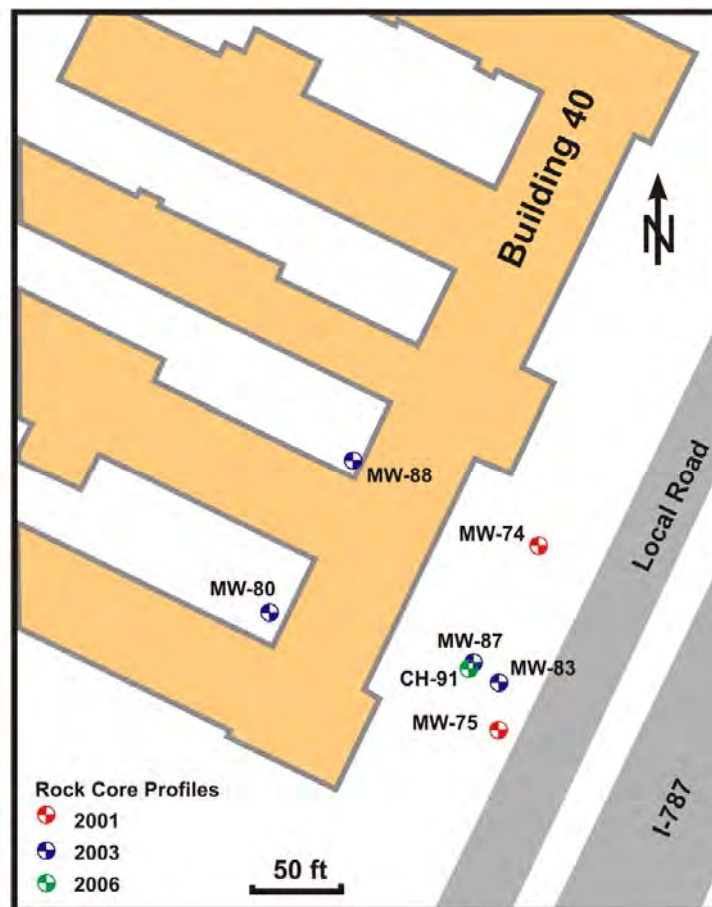 Building 40
N
MW-88
MW-74
Local Road
MW-80
MW-87
CH-91
MW-83
MW-75
I-787
Rock Core Profiles
2001
2003
2006
50 ft